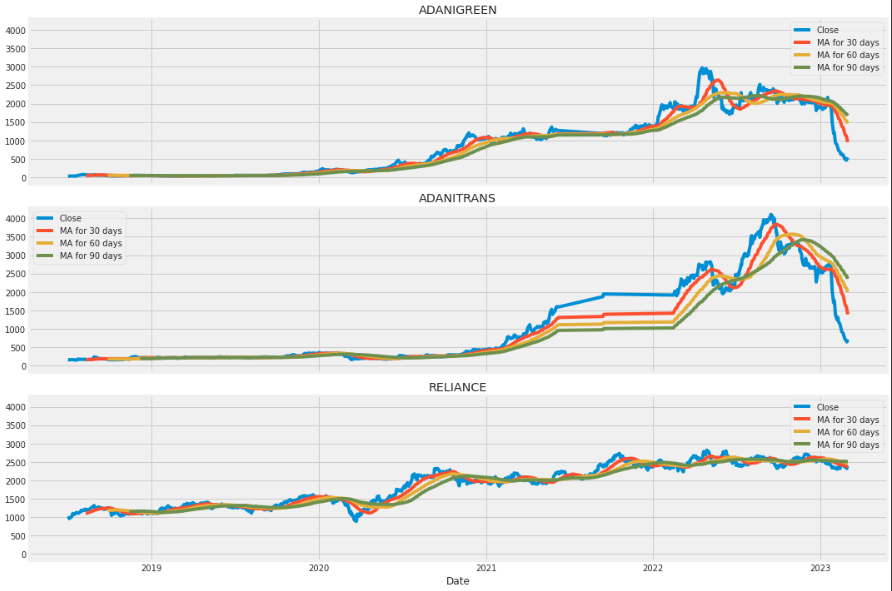 ADANIGREEN
4000
3500
3000
2500
2000
1500
1000
500
0
Close
MA for 30 days
MA for 60 days
MA for 90 days
ADANITRANS
4000
3500
3000
2500
2000
1500
1000
500
0
Close
MA for 30 days
MA for 60 days
MA for 90 days
RELIANCE
4000
3500
3000
2500
2000
1500
1000
500
0
Close
MA for 30 days
MA for 60 days
MA for 90 days
2019 2020 2021 2022 2023
Date